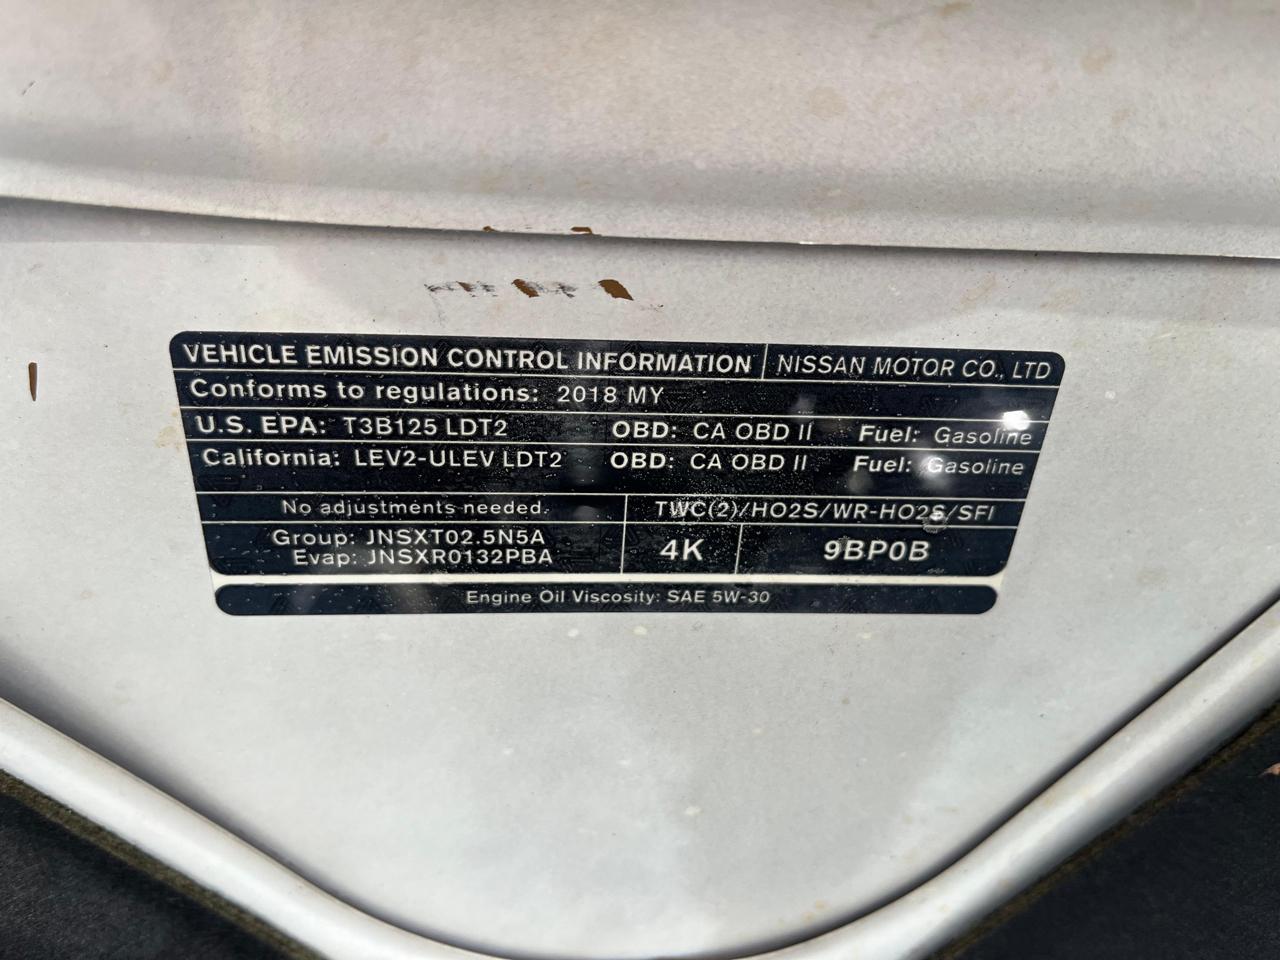 VEHICLE EMISSION CONTROL INFORMATION NISSAN MOTOR CO., LTD
Conforms to regulations: 2018 MY
U.S. EPA: T3B125 LDT2 OBD: CA OBD II Fuel: Gasoline
California: LEV2-ULEV LDT2 OBD: CA OBD II Fuel: Gasoline
No adjustments needed. TWC(2)/HO2S/WR-HO2S/SFI
Group: JNSXT02.5N5A
Evap: JNSXR0132PBA
4K 9BP0B
Engine Oil Viscosity: SAE 5W-30